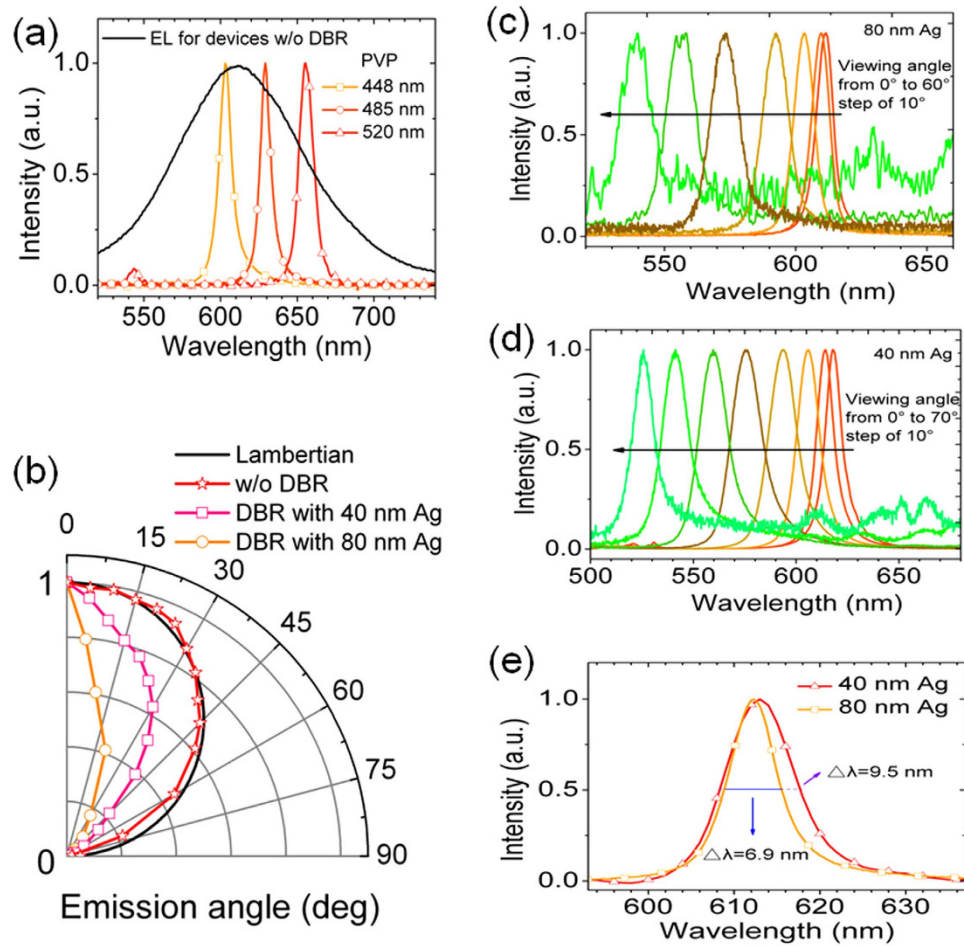 (a)
EL for devices w/o DBR
PVP
448 nm
485 nm
520 nm
1.0
0.5
0.0
Intensity (a.u.)
550 600 650 700
Wavelength (nm)
(b)
Lambertian
w/o DBR
DBR with 40 nm Ag
DBR with 80 nm Ag
0
15
30
45
60
75
90
1
0
Emission angle (deg)
(c)
80 nm Ag
Viewing angle
from 0° to 60°
step of 10°
1.0
0.5
0.0
Intensity (a.u.)
550 600 650
Wavelength (nm)
(d)
40 nm Ag
Viewing angle
from 0° to 70°
step of 10°
1.0
0.5
0.0
Intensity (a.u.)
500 550 600 650
Wavelength (nm)
(e)
40 nm Ag
80 nm Ag
△λ=9.5 nm
△λ=6.9 nm
1.0
0.5
0.0
Intensity (a.u.)
600 610 620 630
Wavelength (nm)